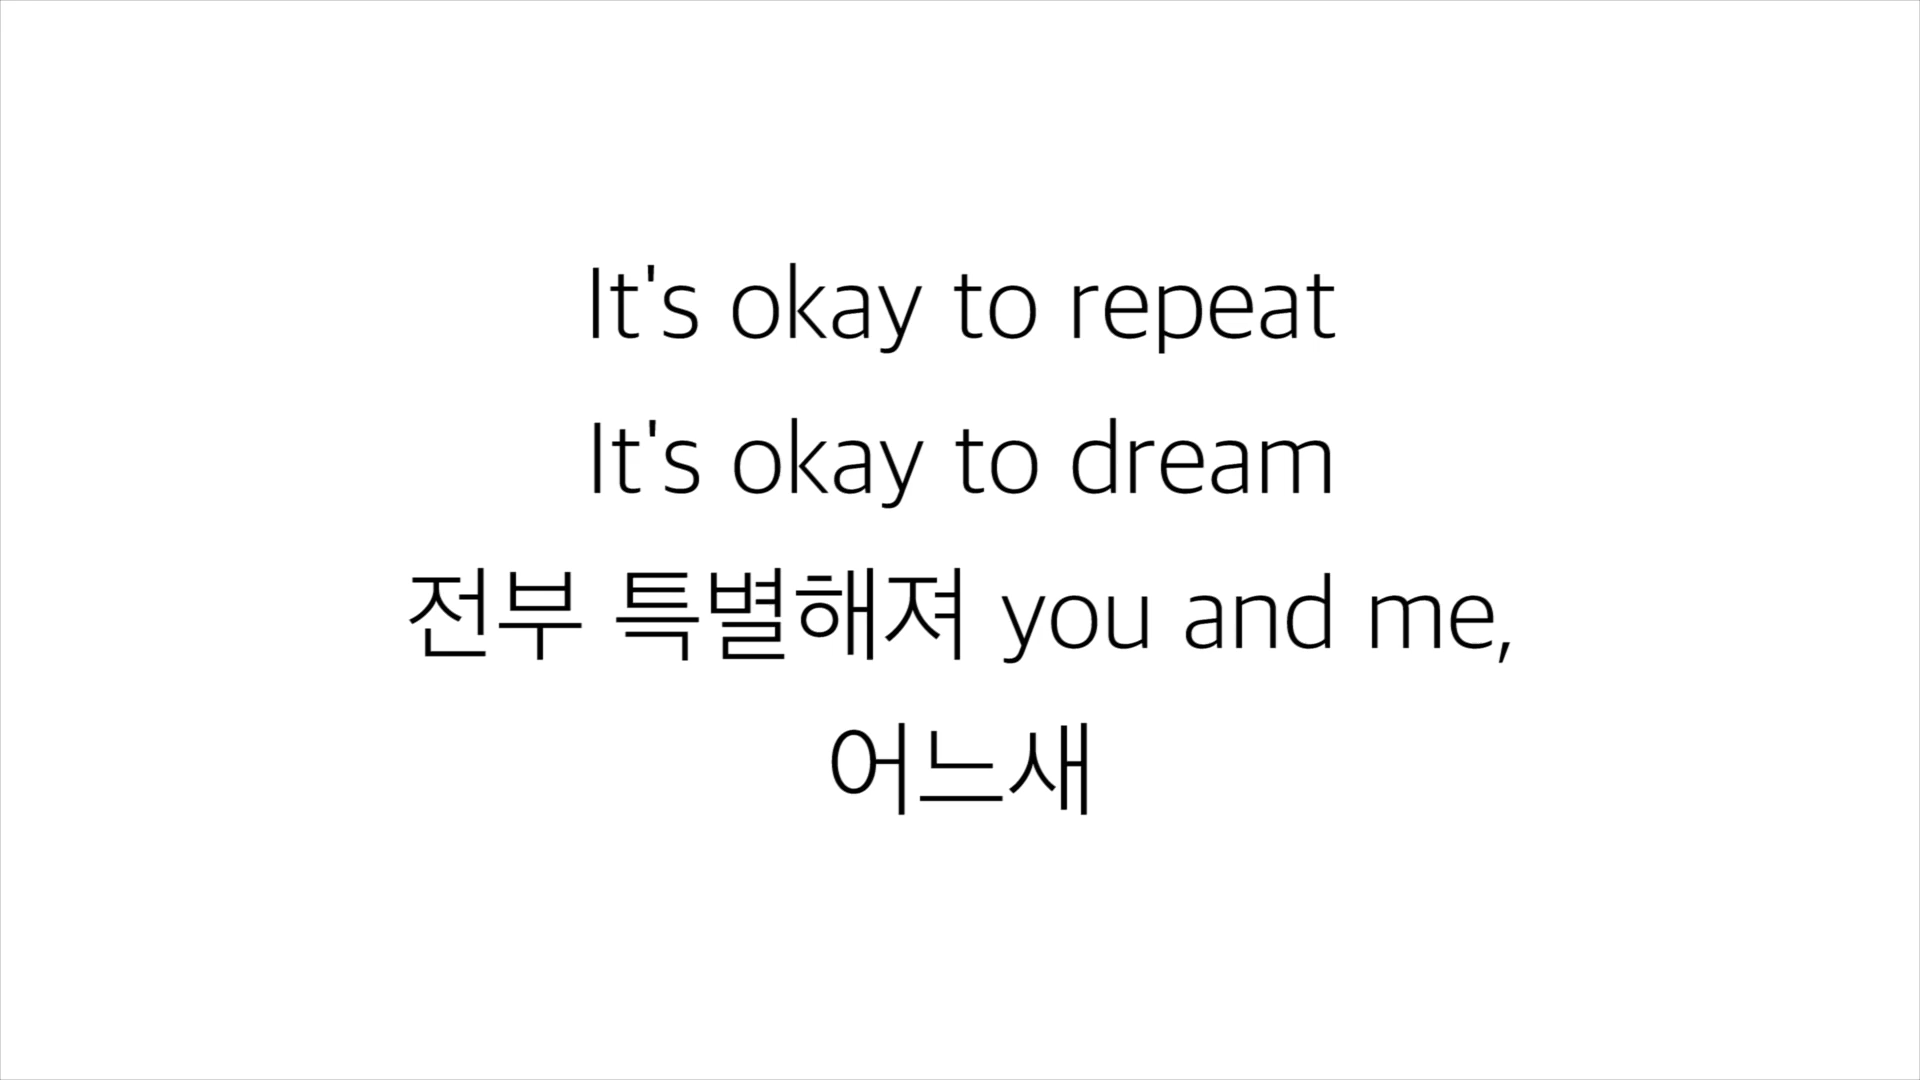 It's okay to repeat
It's okay to dream
전부 특별해져 you and me,
어느새